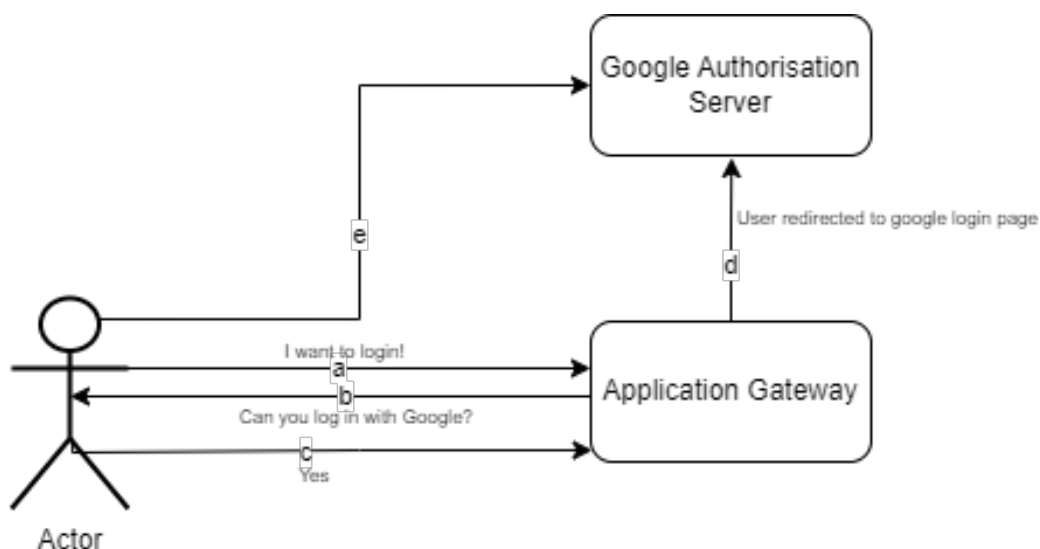 Google Authorisation
Server
e
User redirected to google login page
d
I want to login!
a
b
Application Gateway
Can you log in with Google?
c
Yes
Actor